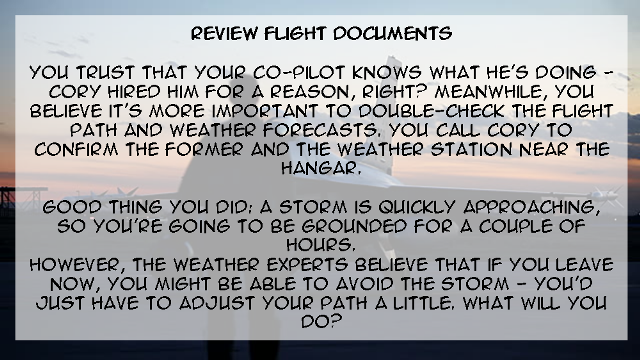 REVIEW FLIGHT DOCUMENTS
YOU TRUST THAT YOUR CO-PILOT KNOWS WHAT HE'S DOING -
CORY HIRED HIM FOR A REASON, RIGHT? MEANWHILE, YOU
BELIEVE IT'S MORE IMPORTANT TO DOUBLE-CHECK THE FLIGHT
PATH AND WEATHER FORECASTS. YOU CALL CORY TO
CONFIRM THE FORMER AND THE WEATHER STATION NEAR THE
HANGAR.
GOOD THING YOU DID: A STORM IS QUICKLY APPROACHING,
SO YOU'RE GOING TO BE GROUNDED FOR A COUPLE OF
HOURS.
HOWEVER, THE WEATHER EXPERTS BELIEVE THAT IF YOU LEAVE
NOW, YOU MIGHT BE ABLE TO AVOID THE STORM - YOU'D
JUST HAVE TO ADJUST YOUR PATH A LITTLE. WHAT WILL YOU
DO?